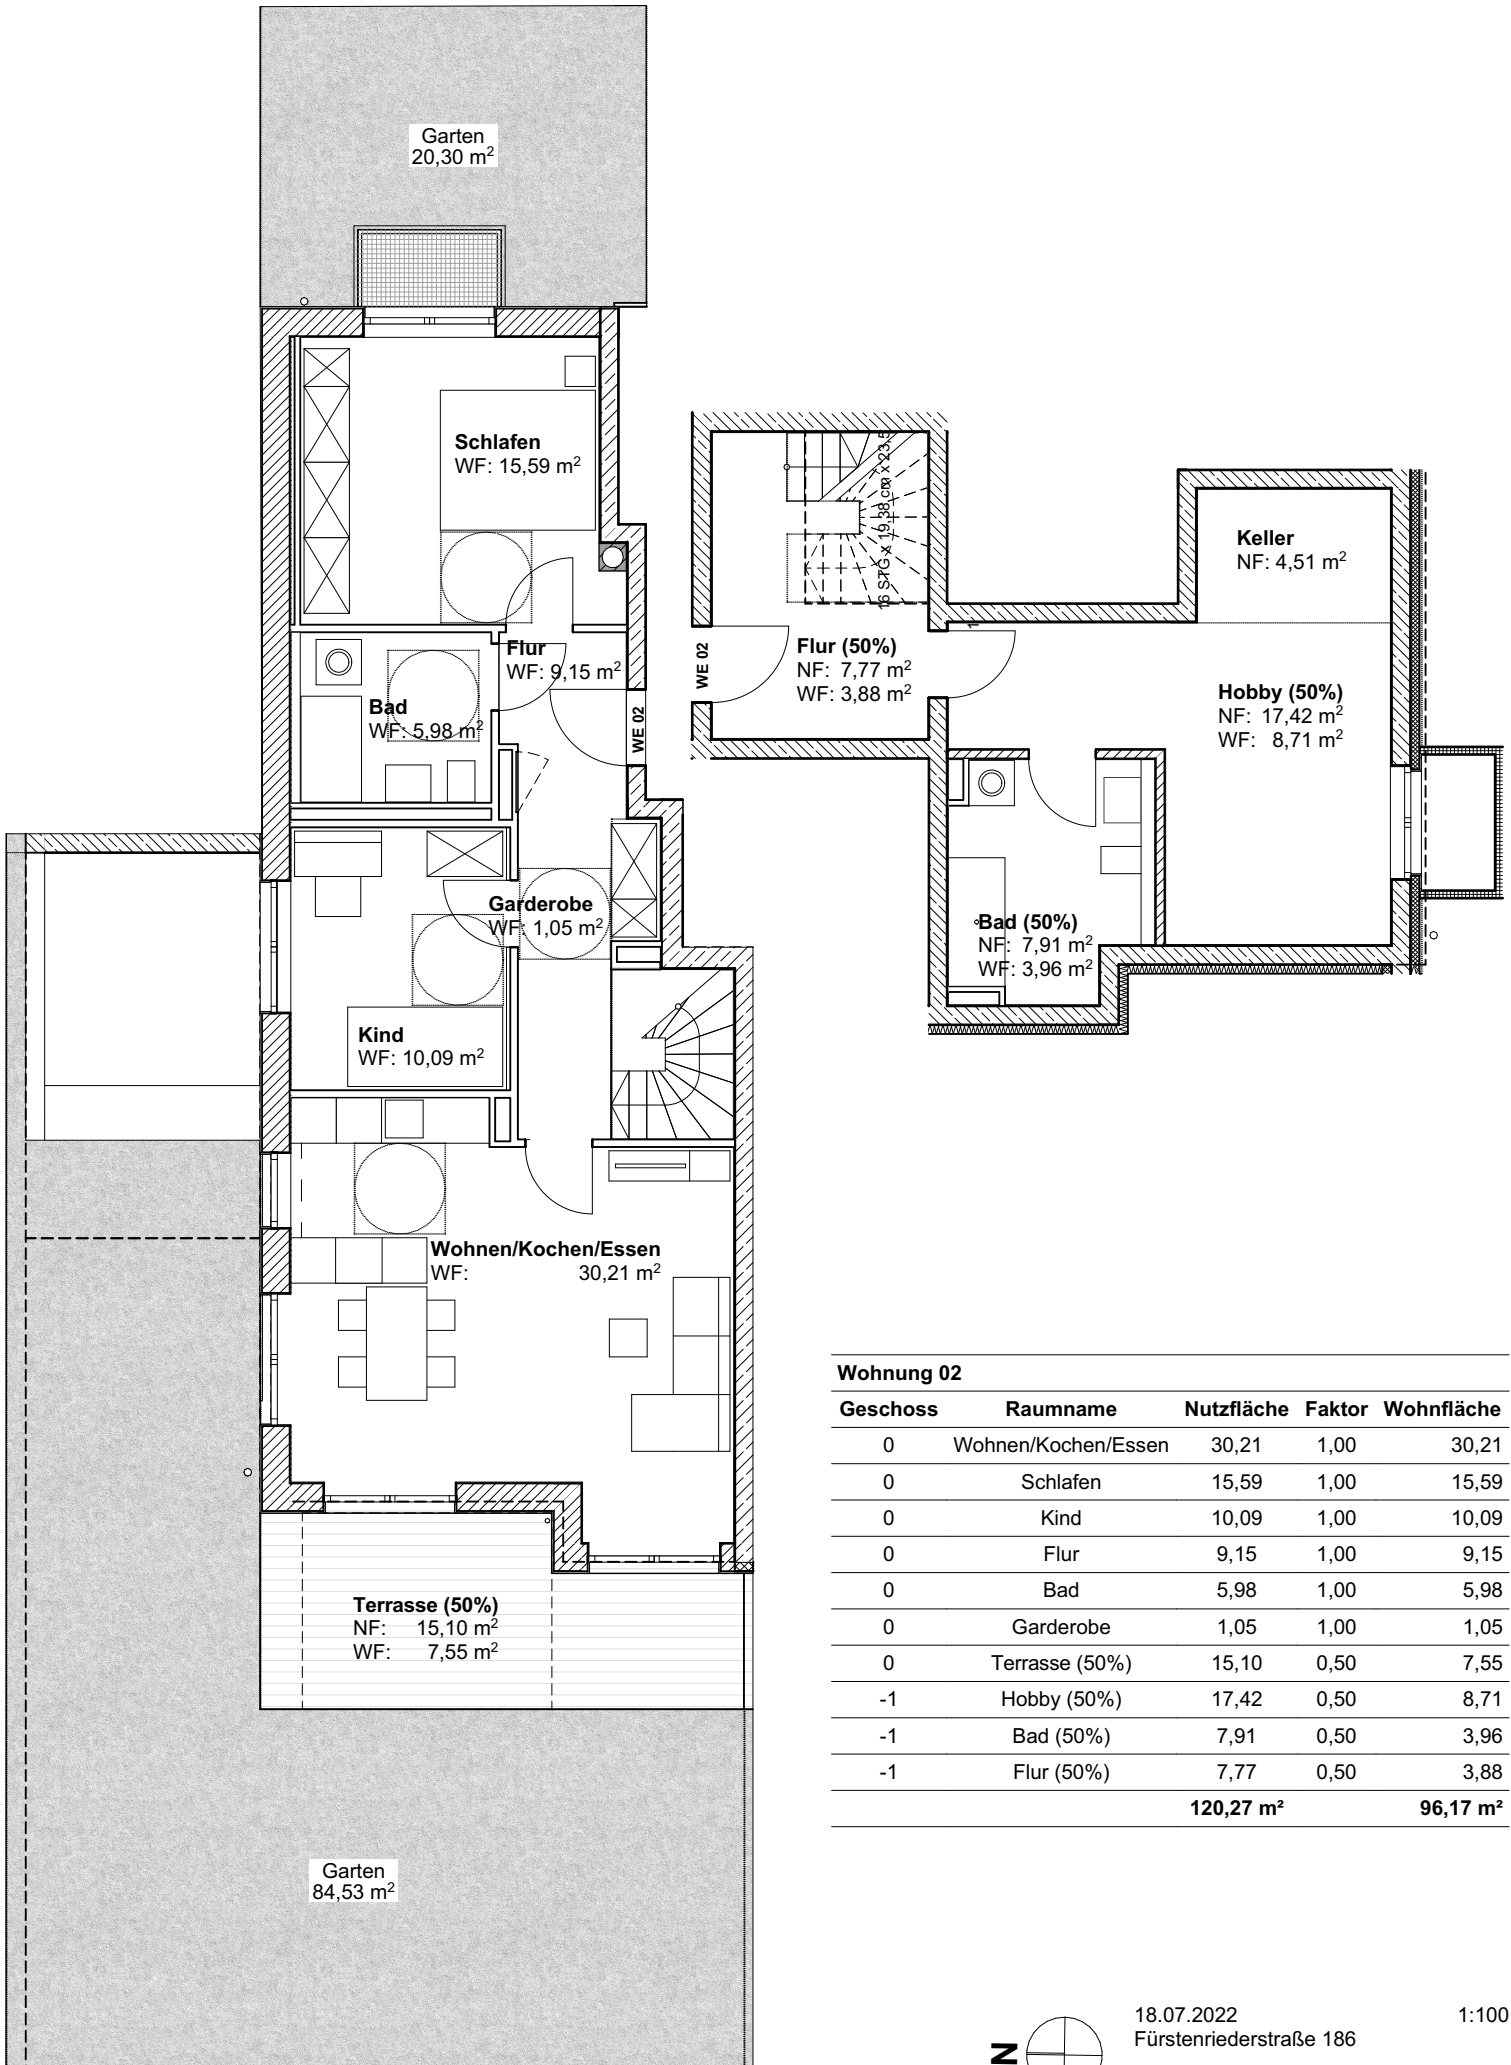 Garten
20,30 m²
Schlafen
WF: 15,59 m²
Flur
WF: 9,15 m²
Bad
WF: 5,98 m²
WE 02
Garderobe
WF: 1,05 m²
Kind
WF: 10,09 m²
Wohnen/Kochen/Essen
WF: 30,21 m²
Terrasse (50%)
NF: 15,10 m²
WF: 7,55 m²
Garten
84,53 m²
16 STG x 19,38 cm x 23,5
WE 02
Flur (50%)
NF: 7,77 m²
WF: 3,88 m²
1
Keller
NF: 4,51 m²
Hobby (50%)
NF: 17,42 m²
WF: 8,71 m²
Bad (50%)
NF: 7,91 m²
WF: 3,96 m²
Wohnung 02
Geschoss Raumname Nutzfläche Faktor Wohnfläche
0 Wohnen/Kochen/Essen 30,21 1,00 30,21
0 Schlafen 15,59 1,00 15,59
0 Kind 10,09 1,00 10,09
0 Flur 9,15 1,00 9,15
0 Bad 5,98 1,00 5,98
0 Garderobe 1,05 1,00 1,05
0 Terrasse (50%) 15,10 0,50 7,55
-1 Hobby (50%) 17,42 0,50 8,71
-1 Bad (50%) 7,91 0,50 3,96
-1 Flur (50%) 7,77 0,50 3,88
120,27 m² 96,17 m²
N
18.07.2022 1:100
Fürstenriederstraße 186